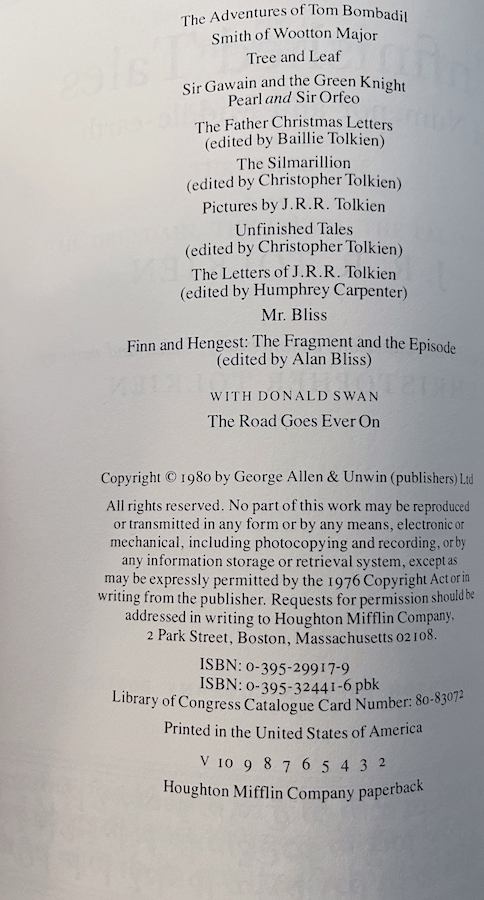 The Adventures of Tom Bombadil
Smith of Wootton Major
Tree and Leaf
Sir Gawain and the Green Knight
Pearl and Sir Orfeo
The Father Christmas Letters
(edited by Baillie Tolkien)
The Silmarillion
(edited by Christopher Tolkien)
Pictures by J.R.R. Tolkien
Unfinished Tales
(edited by Christopher Tolkien)
The Letters of J.R.R. Tolkien
(edited by Humphrey Carpenter)
Mr. Bliss
Finn and Hengest: The Fragment and the Episode
(edited by Alan Bliss)
WITH DONALD SWAN
The Road Goes Ever On
Copyright © 1980 by George Allen & Unwin (publishers) Ltd
All rights reserved. No part of this work may be reproduced
or transmitted in any form or by any means, electronic or
mechanical, including photocopying and recording, or by
any information storage or retrieval system, except as
may be expressly permitted by the 1976 Copyright Act or in
writing from the publisher. Requests for permission should be
addressed in writing to Houghton Mifflin Company,
2 Park Street, Boston, Massachusetts 02108.
ISBN: 0-395-29917-9
ISBN: 0-395-32441-6 pbk
Library of Congress Catalogue Card Number: 80-83072
Printed in the United States of America
V 10 9 8 7 6 5 4 3 2
Houghton Mifflin Company paperback